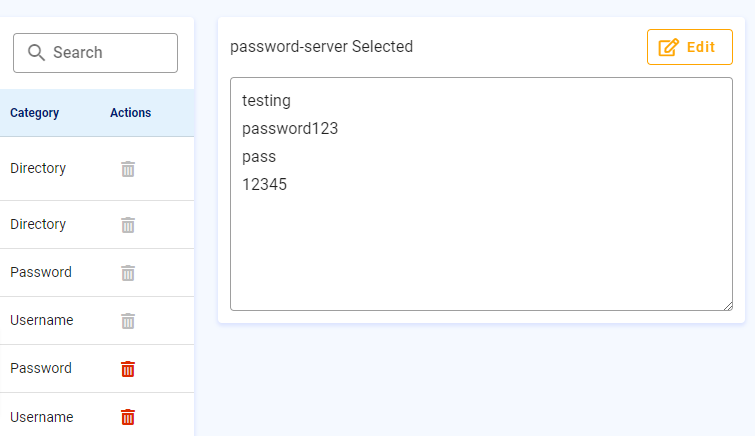 Search
Category Actions
Directory
Directory
Password
Username
Password
Username
password-server Selected
Edit
testing
password123
pass
12345